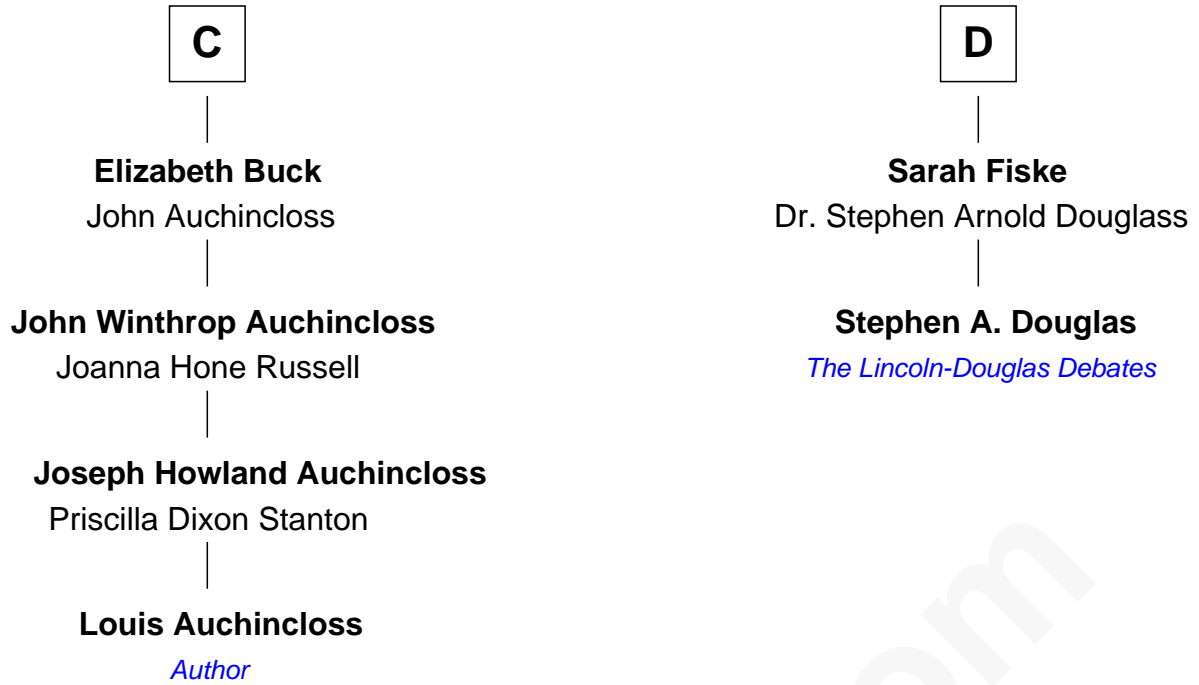 C
Elizabeth Buck
John Auchincloss
John Winthrop Auchincloss
Joanna Hone Russell
Joseph Howland Auchincloss
Priscilla Dixon Stanton
Louis Auchincloss
Author
D
Sarah Fiske
Dr. Stephen Arnold Douglass
Stephen A. Douglas
The Lincoln-Douglas Debates
om